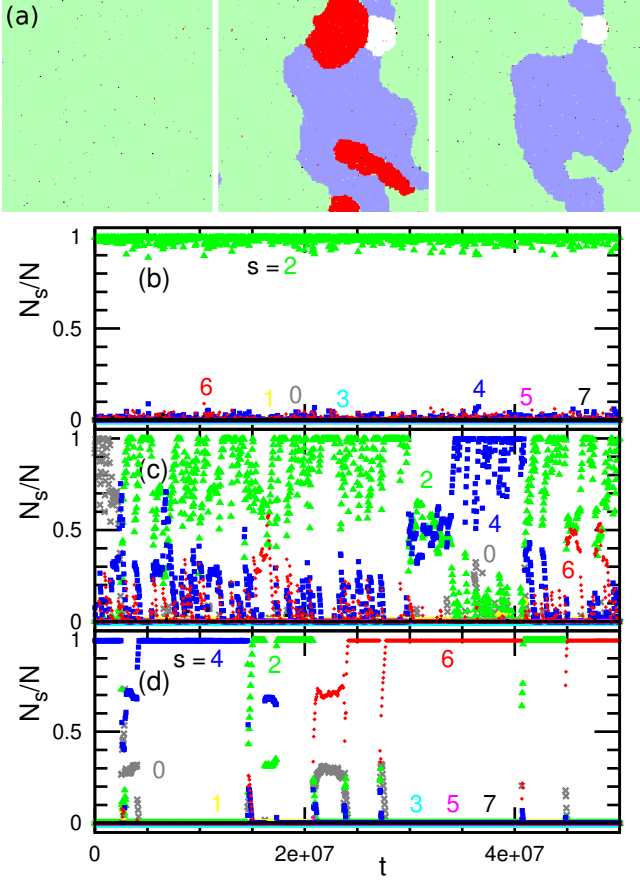 (a)
1
N_s/N
(b)
s = 2
0.5
6 1 0 3 4 5 7
0
1
N_s/N
(c)
2
0.5
4
0
6
0
1
N_s/N
s = 4 2 6
(d)
0.5
0
1 3 5 7
0
0 2e+07 4e+07
t